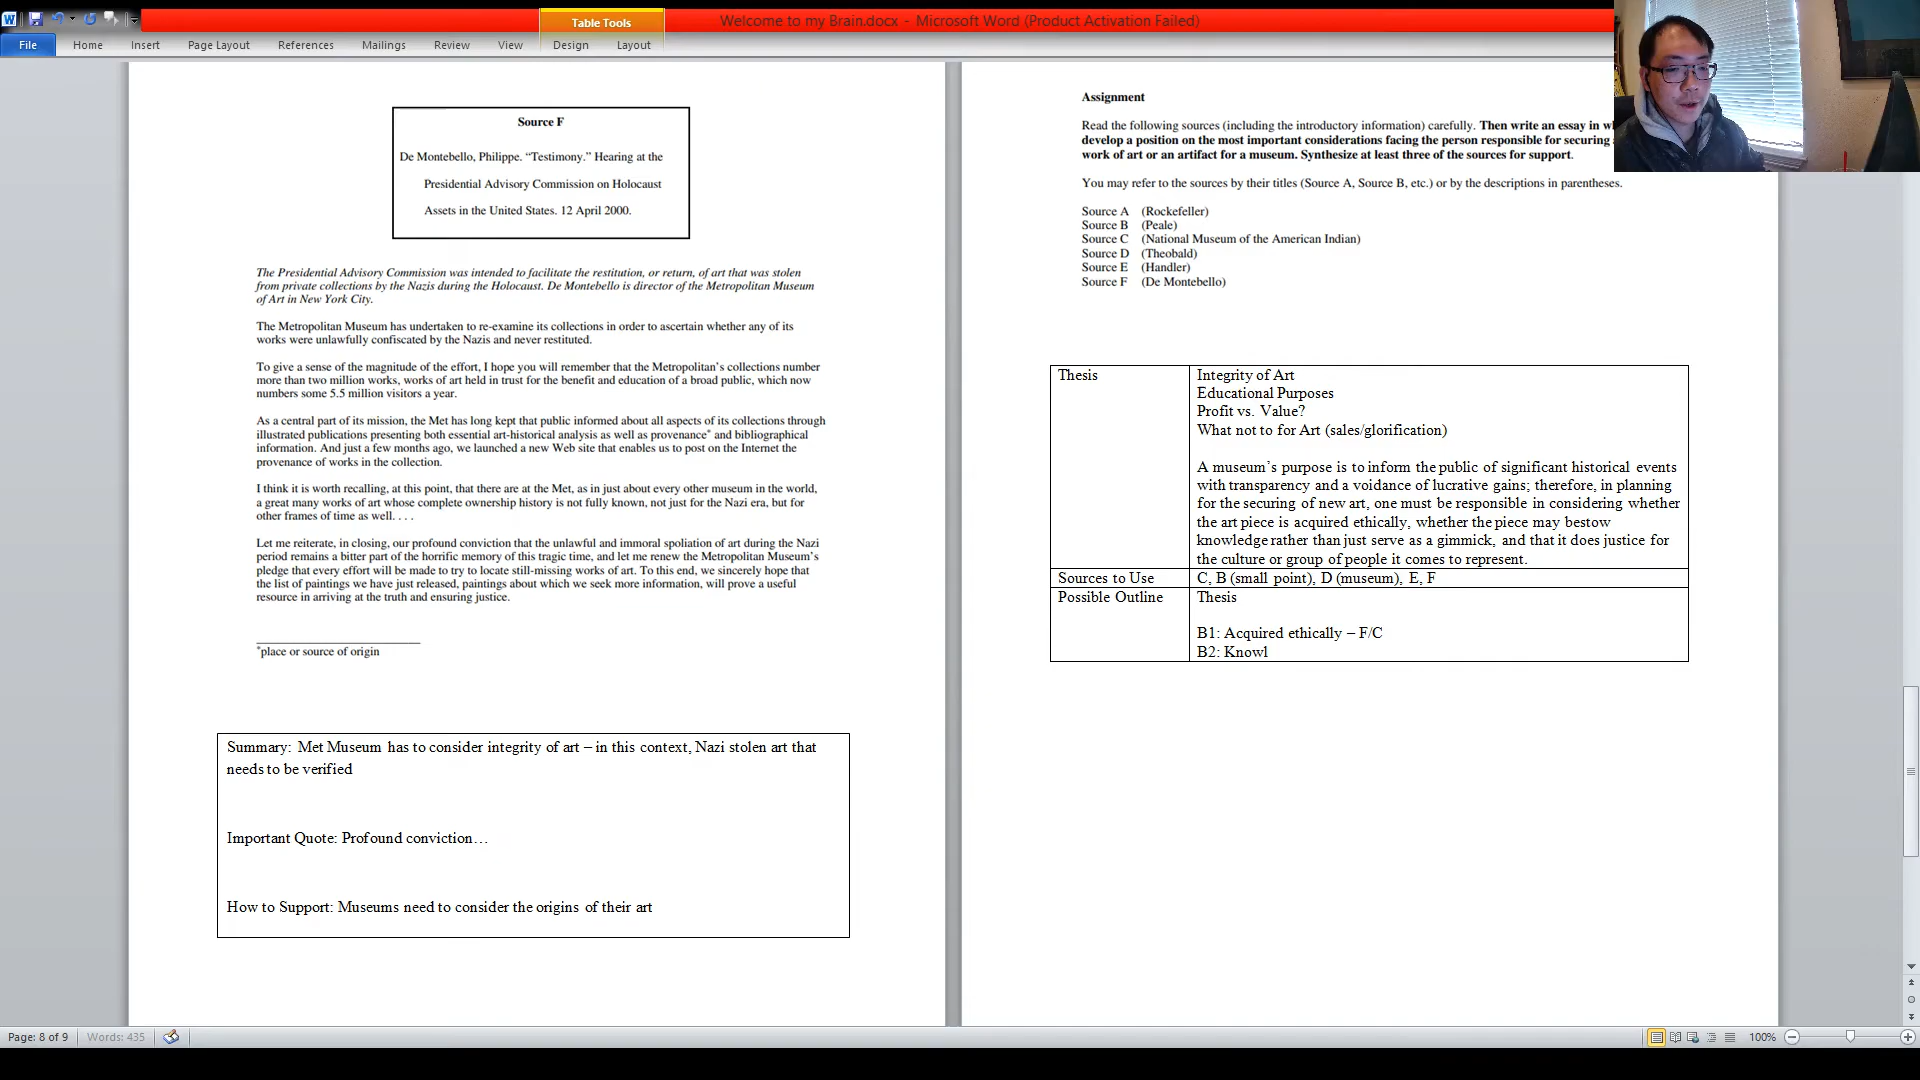 Table Tools
Welcome to my Brain.docx - Microsoft Word (Product Activation Failed)
File
Home
Insert
Page Layout
References
Mailings
Review
View
Design
Layout
Source F
De Montebello, Philippe. “Testimony.” Hearing at the
Presidential Advisory Commission on Holocaust
Assets in the United States. 12 April 2000.
The Presidential Advisory Commission was intended to facilitate the restitution, or return, of art that was stolen
from private collections by the Nazis during the Holocaust. De Montebello is director of the Metropolitan Museum
of Art in New York City.
The Metropolitan Museum has undertaken to re-examine its collections in order to ascertain whether any of its
works were unlawfully confiscated by the Nazis and never restituted.
To give a sense of the magnitude of the effort, I hope you will remember that the Metropolitan’s collections number
more than two million works, works of art held in trust for the benefit and education of a broad public, which now
numbers some 5.5 million visitors a year.
As a central part of its mission, the Met has long kept that public informed about all aspects of its collections through
illustrated publications presenting both essential art-historical analysis as well as provenance* and bibliographical
information. And just a few months ago, we launched a new Web site that enables us to post on the Internet the
provenance of works in the collection.
I think it is worth recalling, at this point, that there are at the Met, as in just about every other museum in the world,
a great many works of art whose complete ownership history is not fully known, not just for the Nazi era, but for
other frames of time as well. . . .
Let me reiterate, in closing, our profound conviction that the unlawful and immoral spoliation of art during the Nazi
period remains a bitter part of the horrific memory of this tragic time, and let me renew the Metropolitan Museum’s
pledge that every effort will be made to try to locate still-missing works of art. To this end, we sincerely hope that
the list of paintings we have just released, paintings about which we seek more information, will prove a useful
resource in arriving at the truth and ensuring justice.
*place or source of origin
Summary: Met Museum has to consider integrity of art – in this context, Nazi stolen art that
needs to be verified
Important Quote: Profound conviction…
How to Support: Museums need to consider the origins of their art
Assignment
Read the following sources (including the introductory information) carefully. Then write an essay in
develop a position on the most important considerations facing the person responsible for securing
work of art or an artifact for a museum. Synthesize at least three of the sources for support.
You may refer to the sources by their titles (Source A, Source B, etc.) or by the descriptions in parentheses.
Source A (Rockefeller)
Source B (Peale)
Source C (National Museum of the American Indian)
Source D (Theobald)
Source E (Handler)
Source F (De Montebello)
Thesis
Integrity of Art
Educational Purposes
Profit vs. Value?
What not to for Art (sales/glorification)
A museum’s purpose is to inform the public of significant historical events
with transparency and a voidance of lucrative gains; therefore, in planning
for the securing of new art, one must be responsible in considering whether
the art piece is acquired ethically, whether the piece may bestow
knowledge rather than just serve as a gimmick, and that it does justice for
the culture or group of people it comes to represent.
Sources to Use
C, B (small point), D (museum), E, F
Possible Outline
Thesis
B1: Acquired ethically – F/C
B2: Knowl
Page: 8 of 9
Words: 435
100%